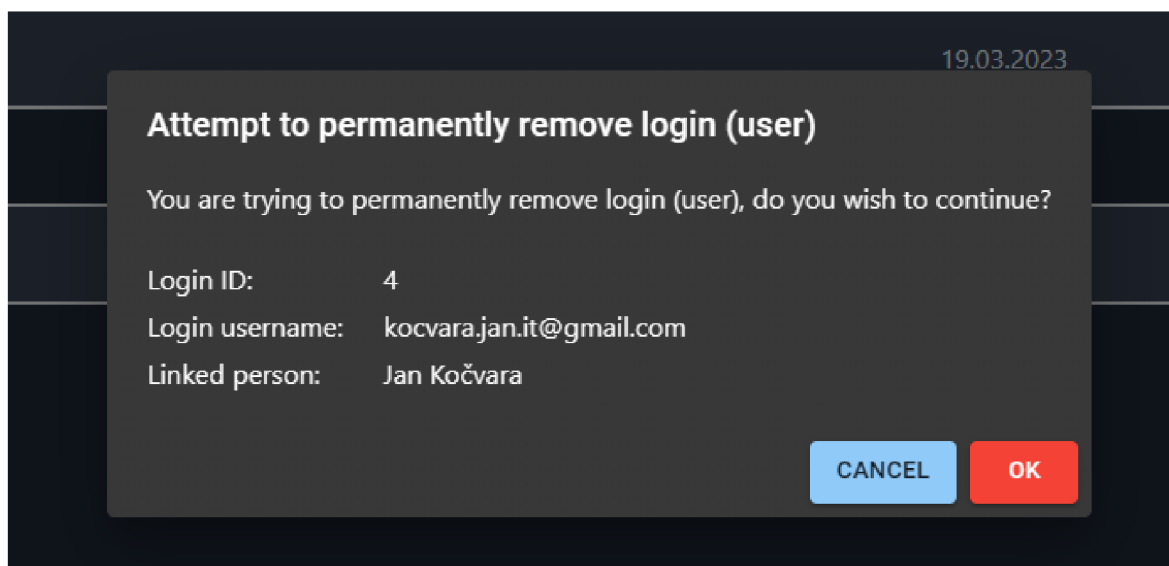 19.03.2023
Attempt to permanently remove login (user)
You are trying to permanently remove login (user), do you wish to continue?
Login ID: 4
Login username: kocvara.jan.it@gmail.com
Linked person: Jan Kočvara
CANCEL OK